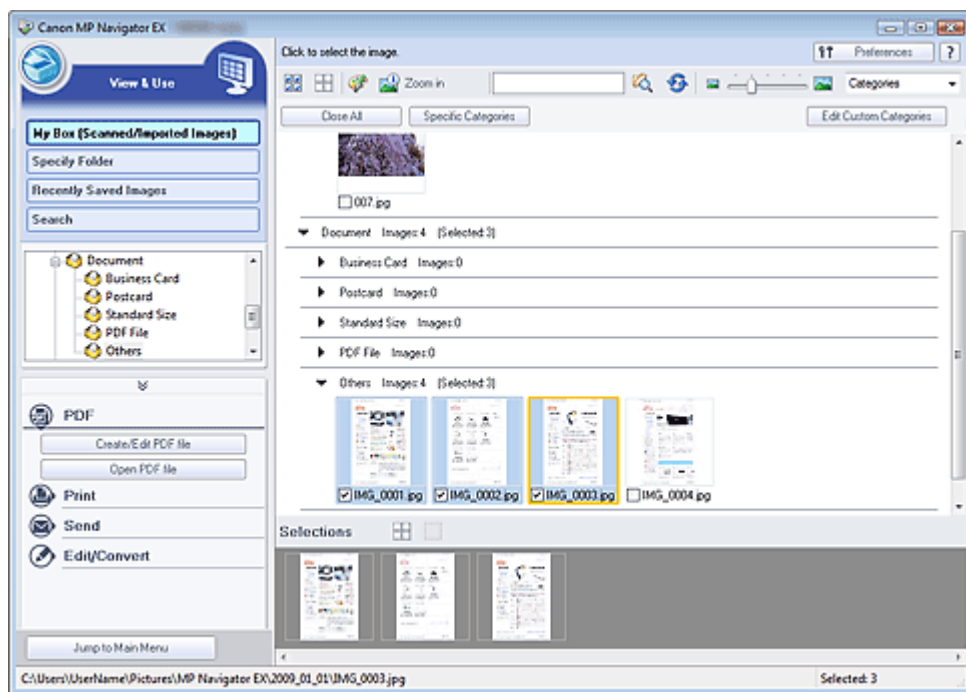 Canon MP Navigator EX
View & Use
My Box (Scanned/Imported Images)
Specify Folder
Recently Saved Images
Search
Document
Business Card
Postcard
Standard Size
PDF File
Others
PDF
Create/Edit PDF file
Open PDF file
Print
Send
Edit/Convert
Jump to Main Menu
Click to select the image.
Preferences
?
Zoom in
Categories
Close All
Specific Categories
Edit Custom Categories
007.jpg
Document Images:4 (Selected:3)
Business Card Images:0
Postcard Images:0
Standard Size Images:0
PDF File Images:0
Others Images:4 (Selected:3)
IMG_0001.jpg IMG_0002.jpg IMG_0003.jpg IMG_0004.jpg
Selections
C:\Users\UserName\Pictures\MP Navigator EX\2009_01_01\IMG_0003.jpg
Selected: 3